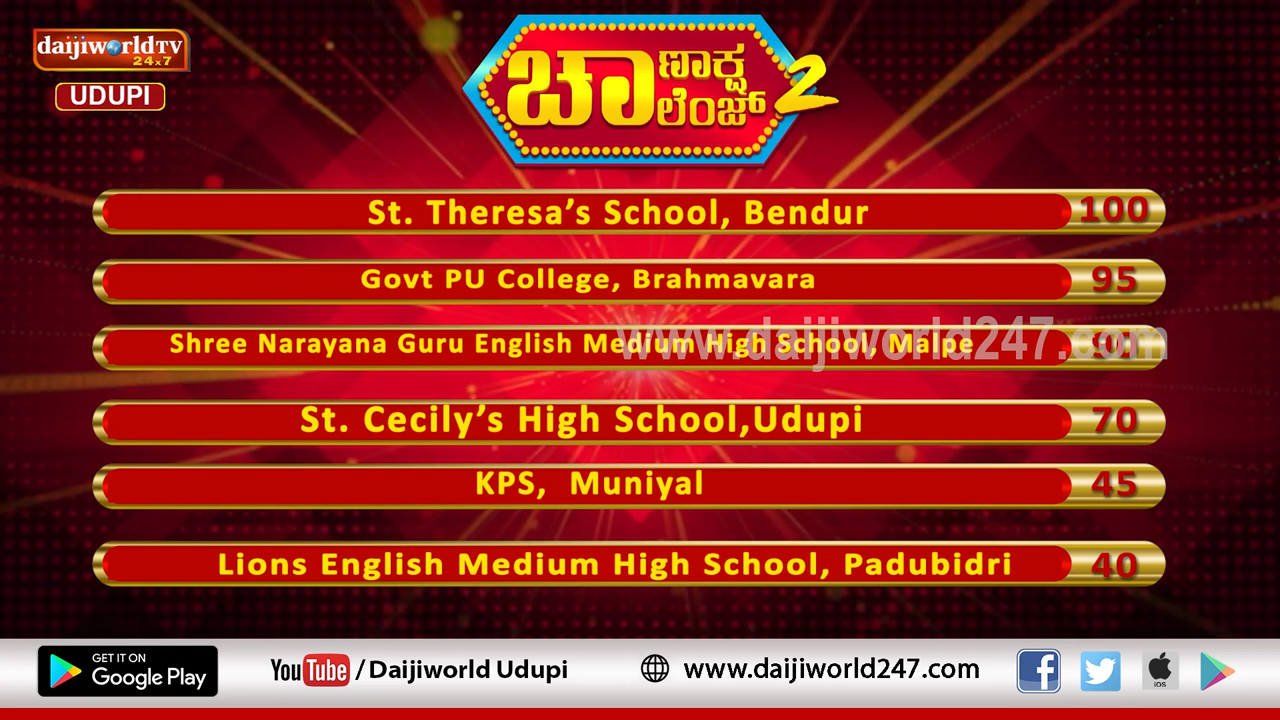 daijiworldTV
24x7
UDUPI
ಚಾಣಾಕ್ಷ
ಚಾಲೆಂಜ್ 2
St. Theresa's School, Bendur 100
Govt PU College, Brahmavara 95
Shree Narayana Guru English Medium High School, Malpe 90
www.daijiworld247.com
St. Cecily's High School,Udupi 70
KPS, Muniyal 45
Lions English Medium High School, Padubidri 40
GET IT ON
Google Play
YouTube /Daijiworld Udupi
www.daijiworld247.com
iOS